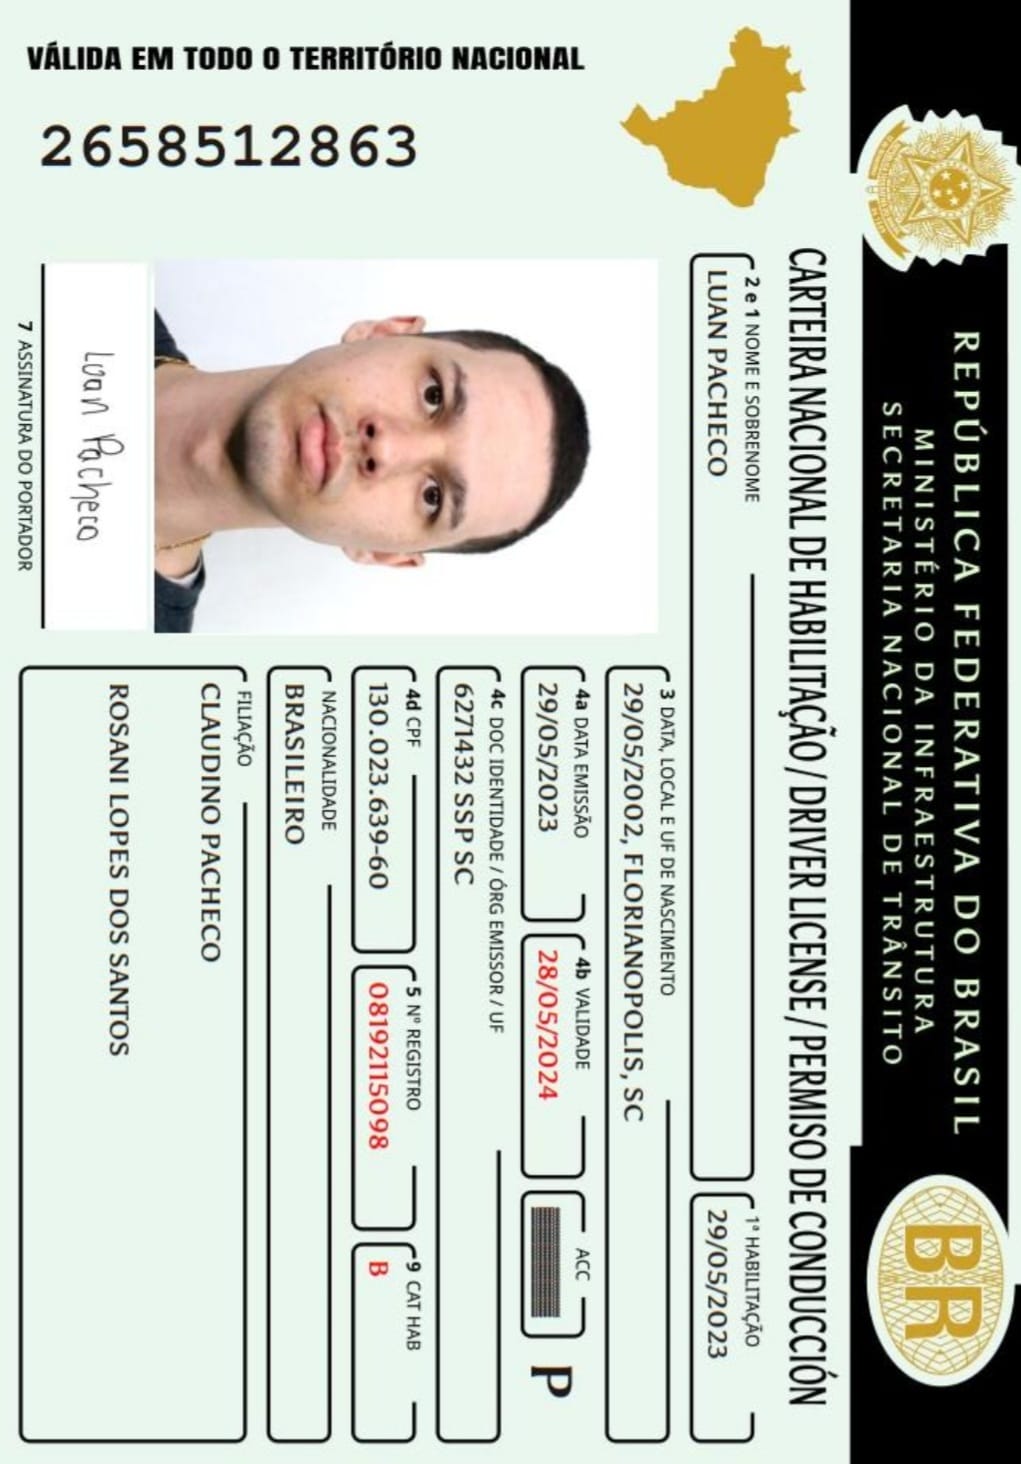 REPÚBLICA FEDERATIVA DO BRASIL
MINISTÉRIO DA INFRAESTRUTURA
SECRETARIA NACIONAL DE TRÂNSITO
BR
CARTEIRA NACIONAL DE HABILITAÇÃO / DRIVER LICENSE / PERMISO DE CONDUCCIÓN
2 e 1 NOME E SOBRENOME
LUAN PACHECO
1ª HABILITAÇÃO
29/05/2023
3 DATA, LOCAL E UF DE NASCIMENTO
29/05/2002, FLORIANOPOLIS, SC
4a DATA EMISSÃO
29/05/2023
4b VALIDADE
28/05/2024
ACC
P
4c DOC IDENTIDADE / ÓRG EMISSOR / UF
6271432 SSP SC
4d CPF
130.023.639-60
5 Nº REGISTRO
08192115098
9 CAT HAB
B
NACIONALIDADE
BRASILEIRO
FILIAÇÃO
CLAUDINO PACHECO
ROSANI LOPES DOS SANTOS
Luan Pacheco
7 ASSINATURA DO PORTADOR
VÁLIDA EM TODO O TERRITÓRIO NACIONAL
2658512863